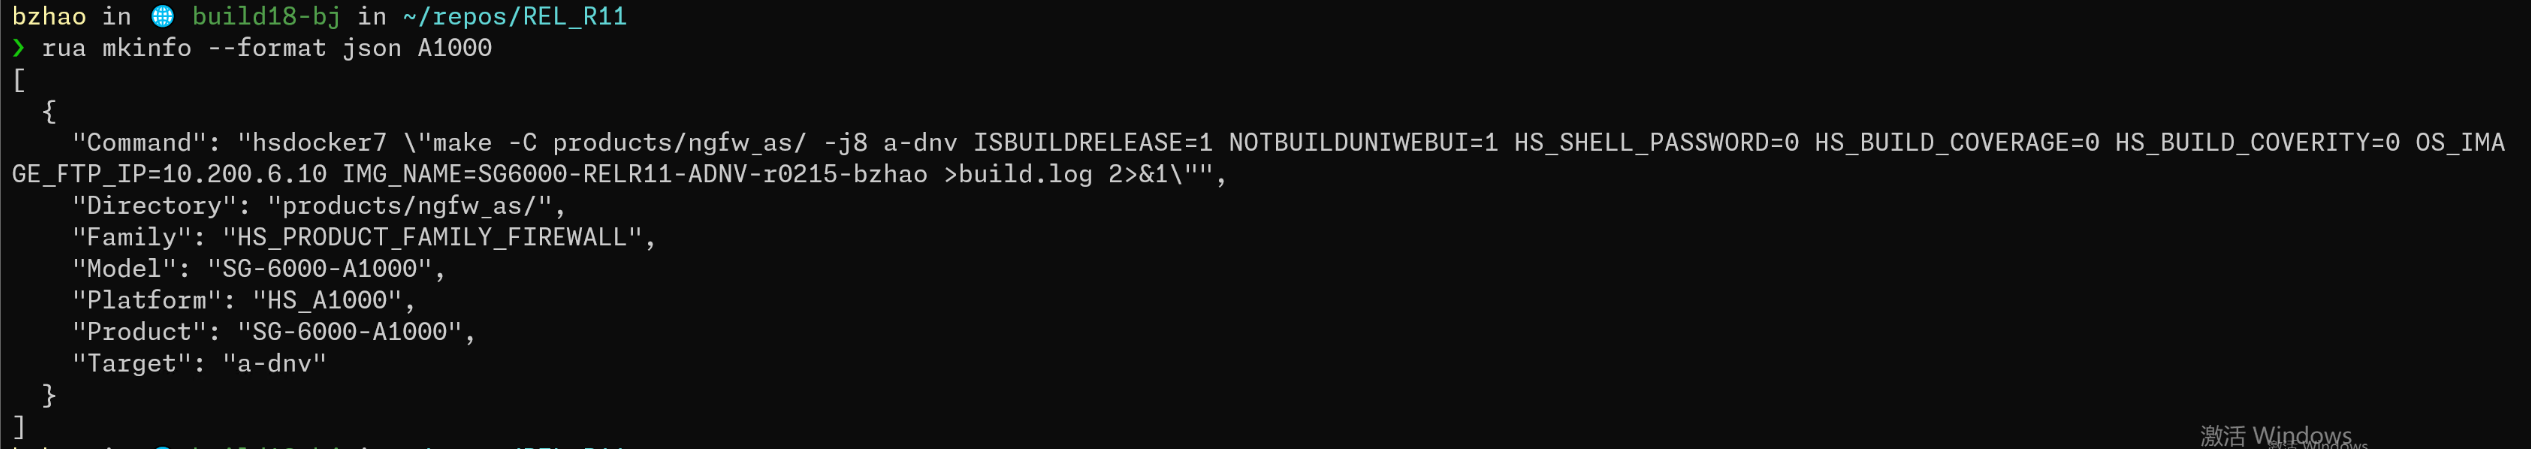 bzhao in 🌐 build18-bj in ~/repos/REL_R11
❯ rua mkinfo --format json A1000
[
  {
    "Command": "hsdocker7 \"make -C products/ngfw_as/ -j8 a-dnv ISBUILDRELEASE=1 NOTBUILDUNIWEBUI=1 HS_SHELL_PASSWORD=0 HS_BUILD_COVERAGE=0 HS_BUILD_COVERITY=0 OS_IMA
GE_FTP_IP=10.200.6.10 IMG_NAME=SG6000-RELR11-ADNV-r0215-bzhao >build.log 2>&1\"",
    "Directory": "products/ngfw_as/",
    "Family": "HS_PRODUCT_FAMILY_FIREWALL",
    "Model": "SG-6000-A1000",
    "Platform": "HS_A1000",
    "Product": "SG-6000-A1000",
    "Target": "a-dnv"
  }
]
激活 Windows